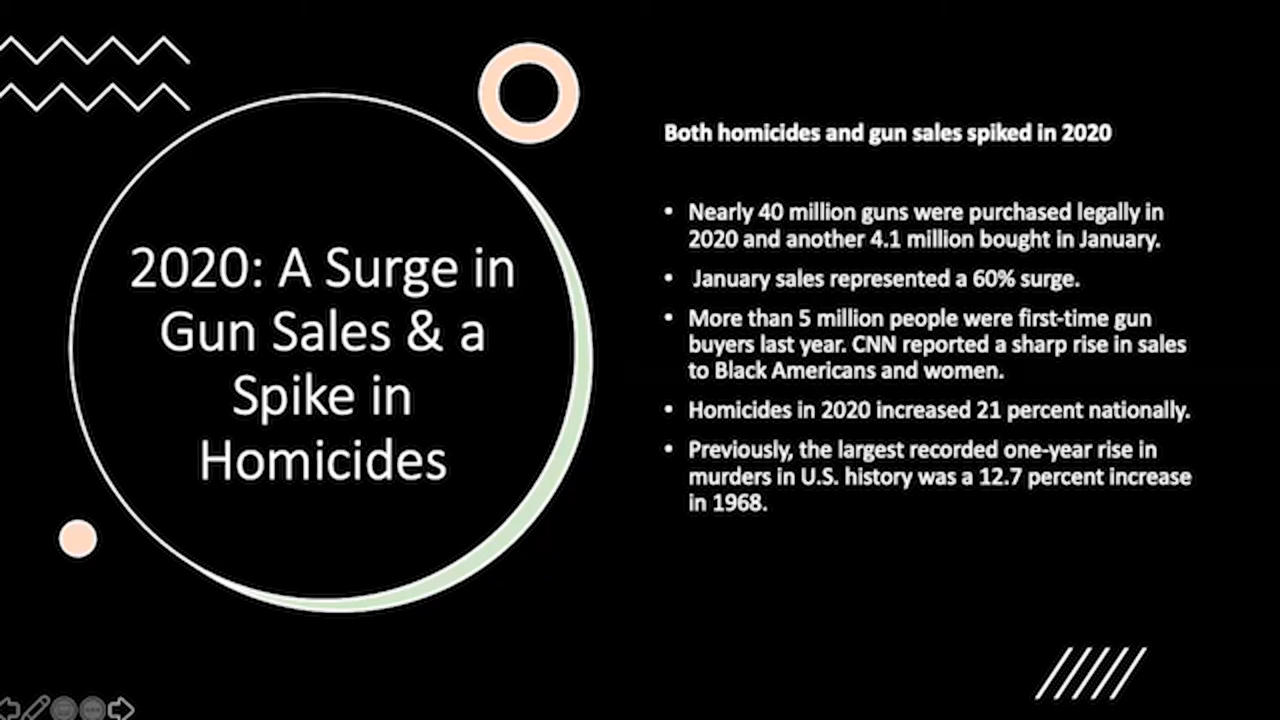 2020: A Surge in
Gun Sales & a
Spike in
Homicides
Both homicides and gun sales spiked in 2020
• Nearly 40 million guns were purchased legally in
2020 and another 4.1 million bought in January.
• January sales represented a 60% surge.
• More than 5 million people were first-time gun
buyers last year. CNN reported a sharp rise in sales
to Black Americans and women.
• Homicides in 2020 increased 21 percent nationally.
• Previously, the largest recorded one-year rise in
murders in U.S. history was a 12.7 percent increase
in 1968.